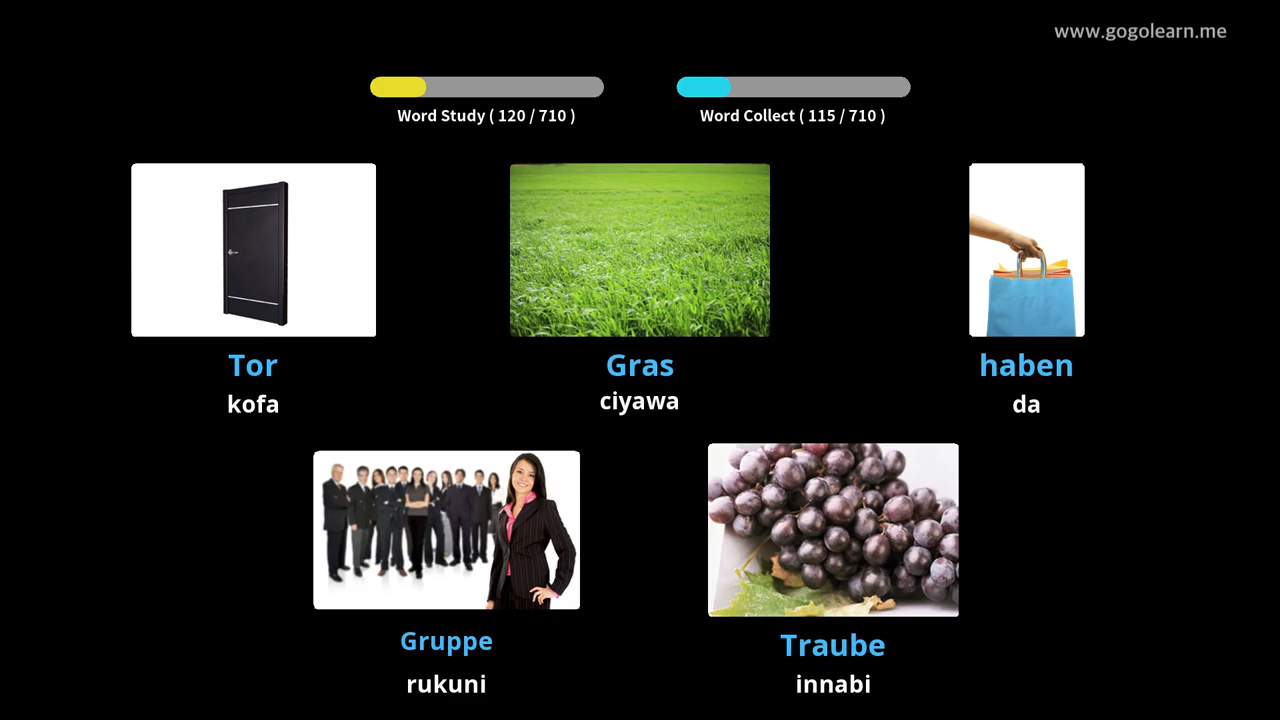 www.gogolearn.me
Word Study ( 120 / 710 )
Word Collect ( 115 / 710 )
Tor
kofa
Gras
ciyawa
haben
da
Gruppe
rukuni
Traube
innabi